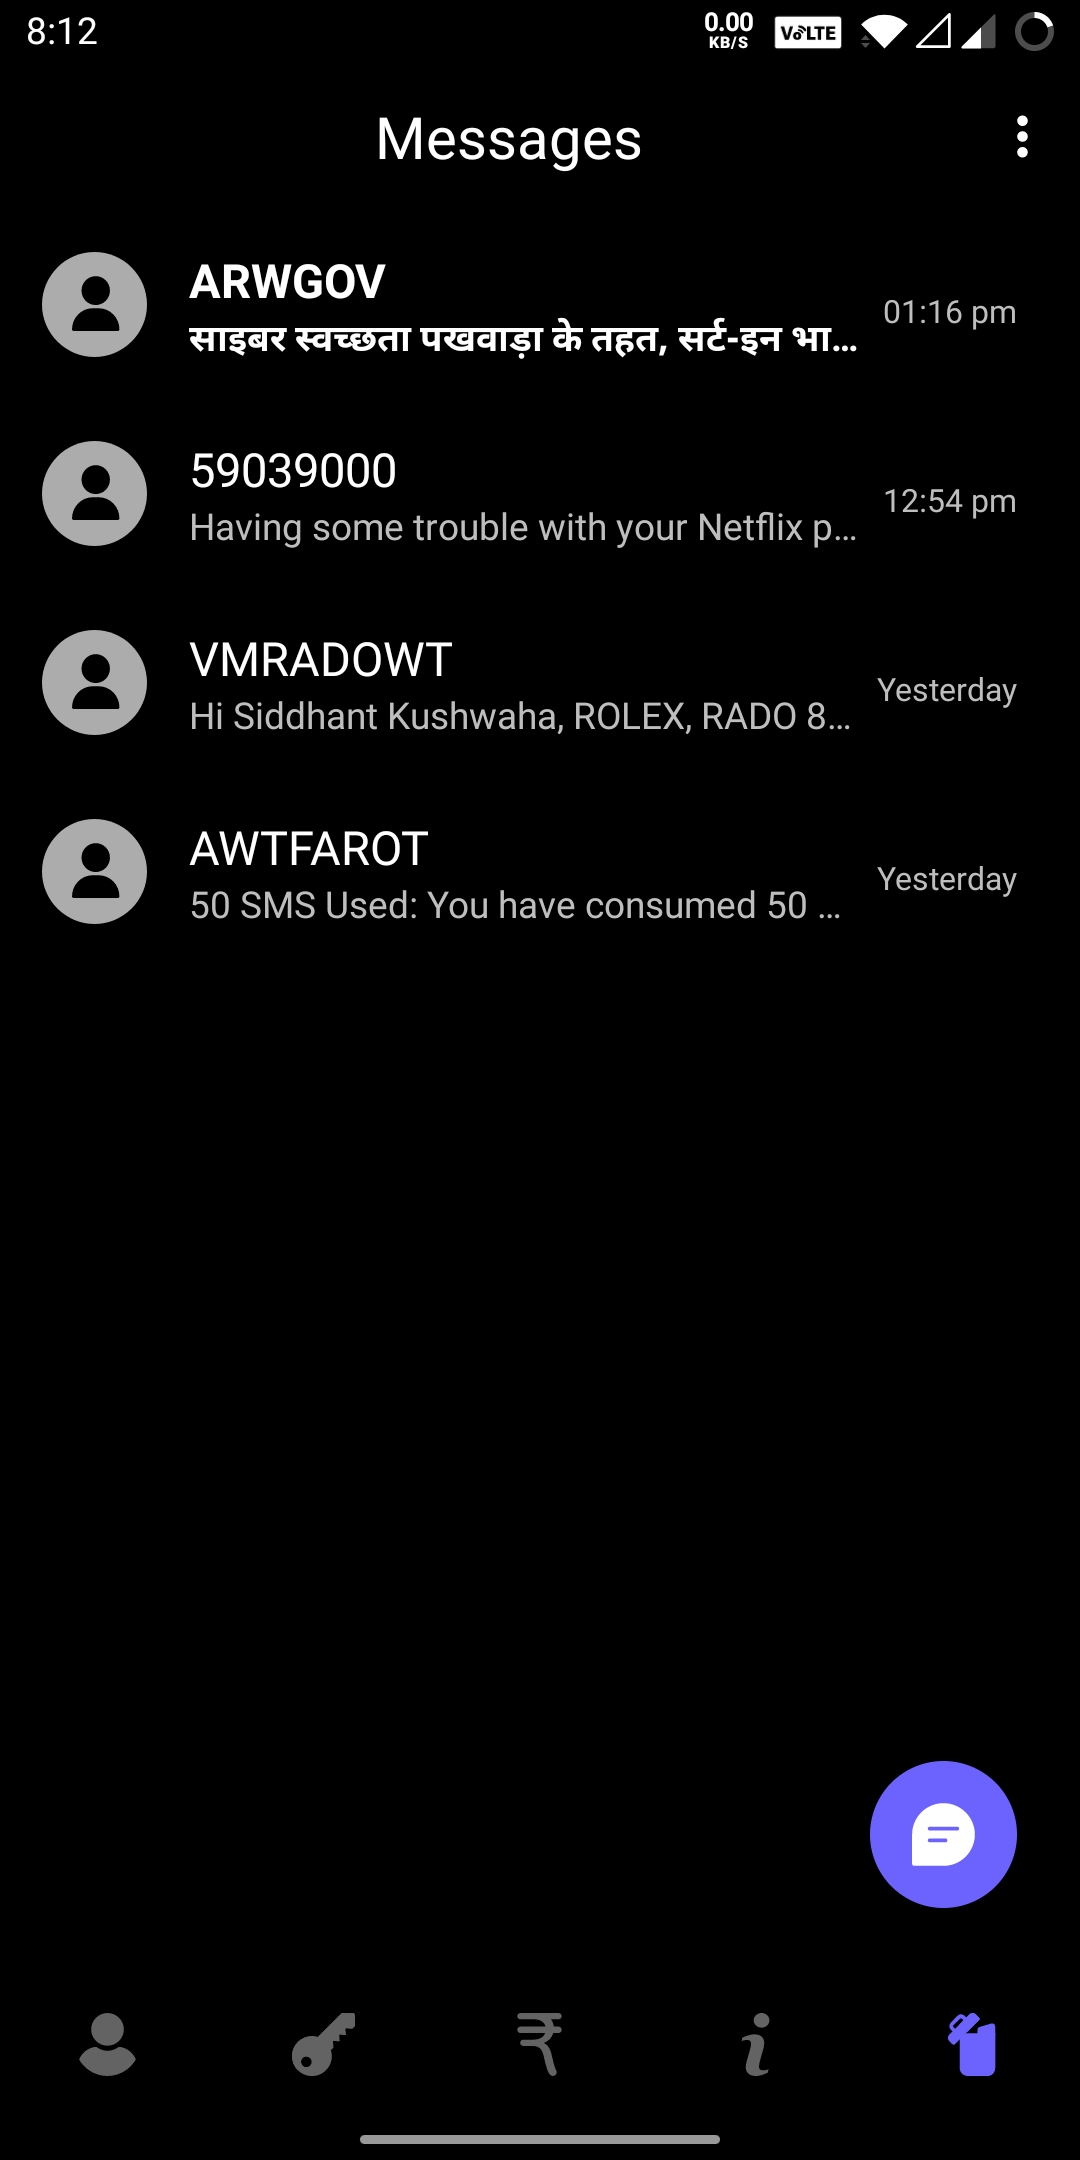 8:12
0.00
KB/S
VoLTE
Messages
ARWGOV
साइबर स्वच्छता पखवाड़ा के तहत, सर्ट-इन भा…
01:16 pm
59039000
Having some trouble with your Netflix p…
12:54 pm
VMRADOWT
Hi Siddhant Kushwaha, ROLEX, RADO 8…
Yesterday
AWTFAROT
50 SMS Used: You have consumed 50 …
Yesterday